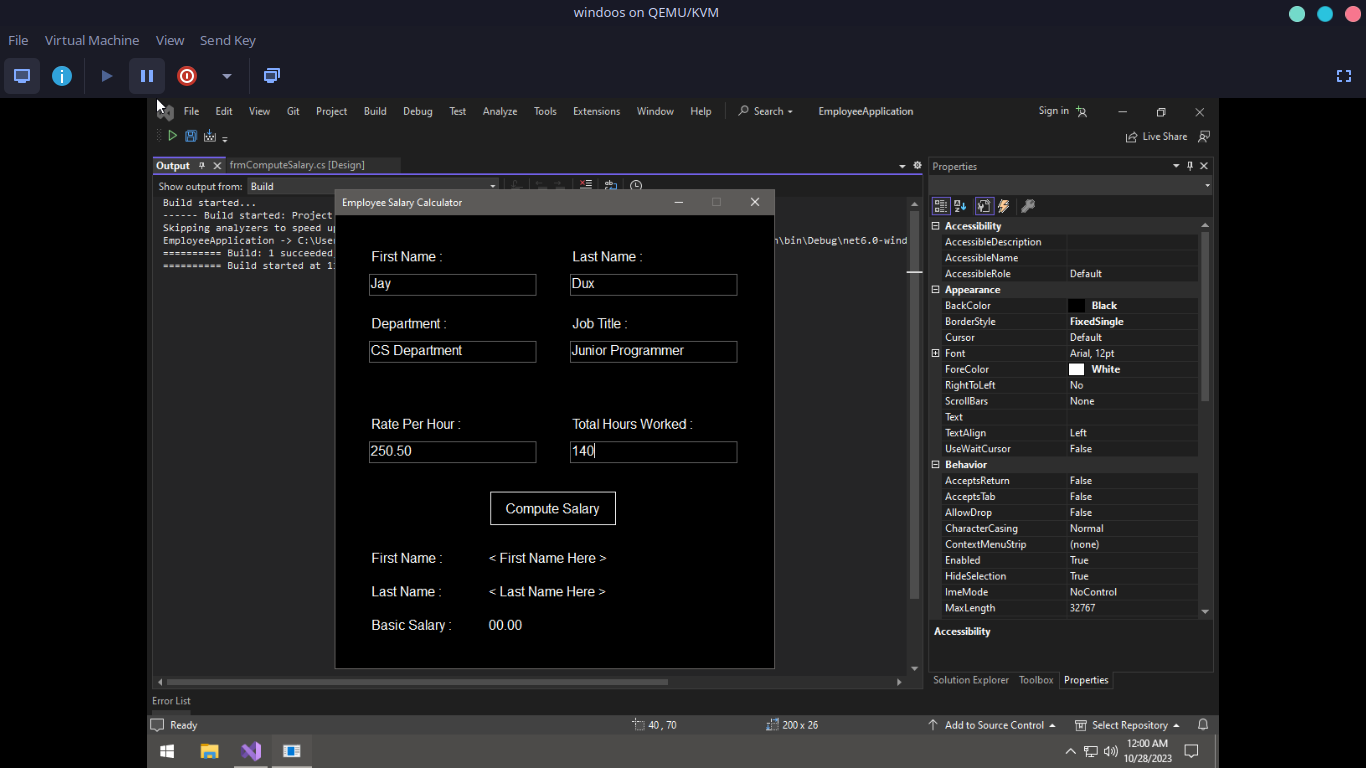 windoos on QEMU/KVM
File Virtual Machine View Send Key
File Edit View Git Project Build Debug Test Analyze Tools Extensions Window Help Search EmployeeApplication Sign in
Live Share
Output frmComputeSalary.cs [Design]
Show output from: Build
Build started...
------ Build started: Project
Skipping analyzers to speed
EmployeeApplication -> C:\User
\bin\Debug\net6.0-wind
========== Build: 1 succeeded
========== Build started at
Employee Salary Calculator
First Name : Last Name :
Jay Dux
Department : Job Title :
CS Department Junior Programmer
Rate Per Hour : Total Hours Worked :
250.50 140
Compute Salary
First Name : < First Name Here >
Last Name : < Last Name Here >
Basic Salary : 00.00
Properties
Accessibility
AccessibleDescription
AccessibleName
AccessibleRole Default
Appearance
BackColor Black
BorderStyle FixedSingle
Cursor Default
Font Arial, 12pt
ForeColor White
RightToLeft No
ScrollBars None
Text
TextAlign Left
UseWaitCursor False
Behavior
AcceptsReturn False
AcceptsTab False
AllowDrop False
CharacterCasing Normal
ContextMenuStrip (none)
Enabled True
HideSelection True
ImeMode NoControl
MaxLength 32767
Accessibility
Solution Explorer Toolbox Properties
Error List
Ready 40 , 70 200 x 26 Add to Source Control Select Repository
12:00 AM
10/28/2023